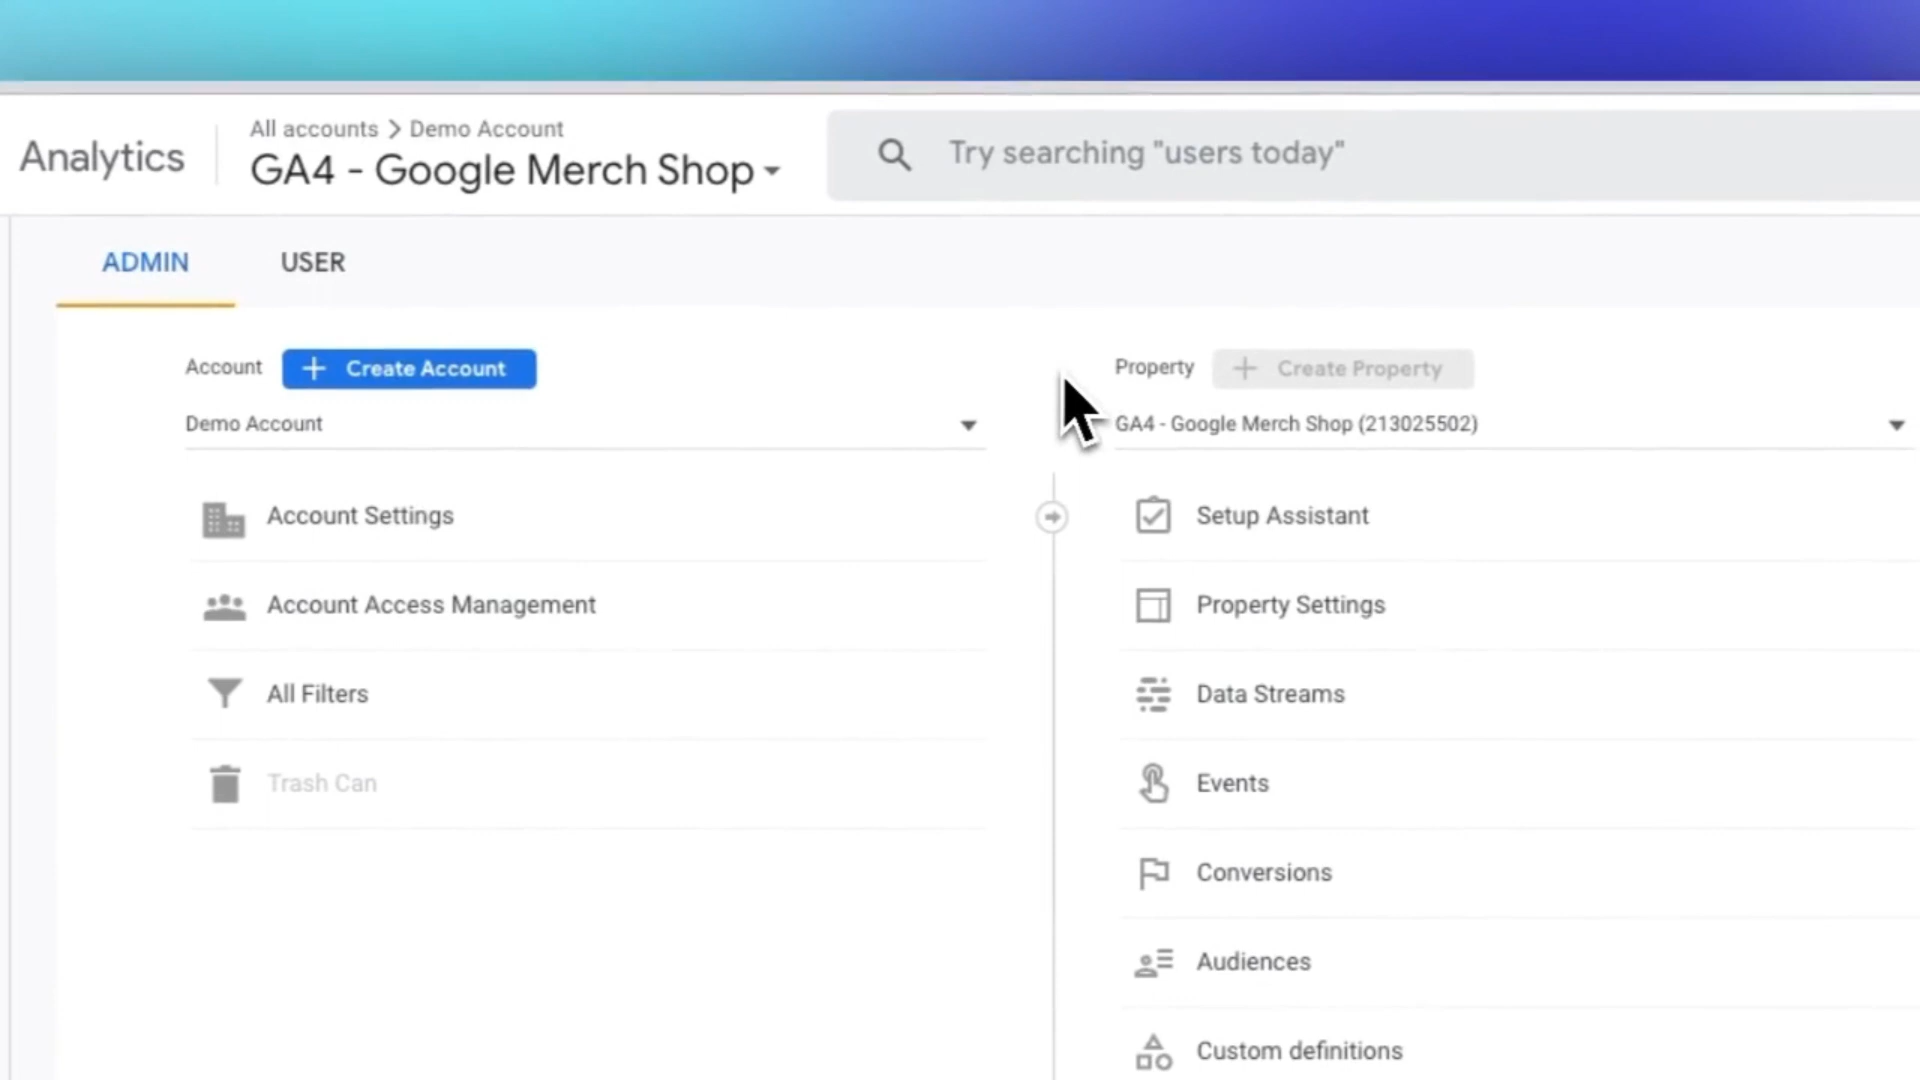 Analytics
All accounts > Demo Account
GA4 - Google Merch Shop
Try searching "users today"
ADMIN
USER
Account
+ Create Account
Demo Account
Account Settings
Account Access Management
All Filters
Trash Can
Property
+ Create Property
GA4 - Google Merch Shop (213025502)
Setup Assistant
Property Settings
Data Streams
Events
Conversions
Audiences
Custom definitions